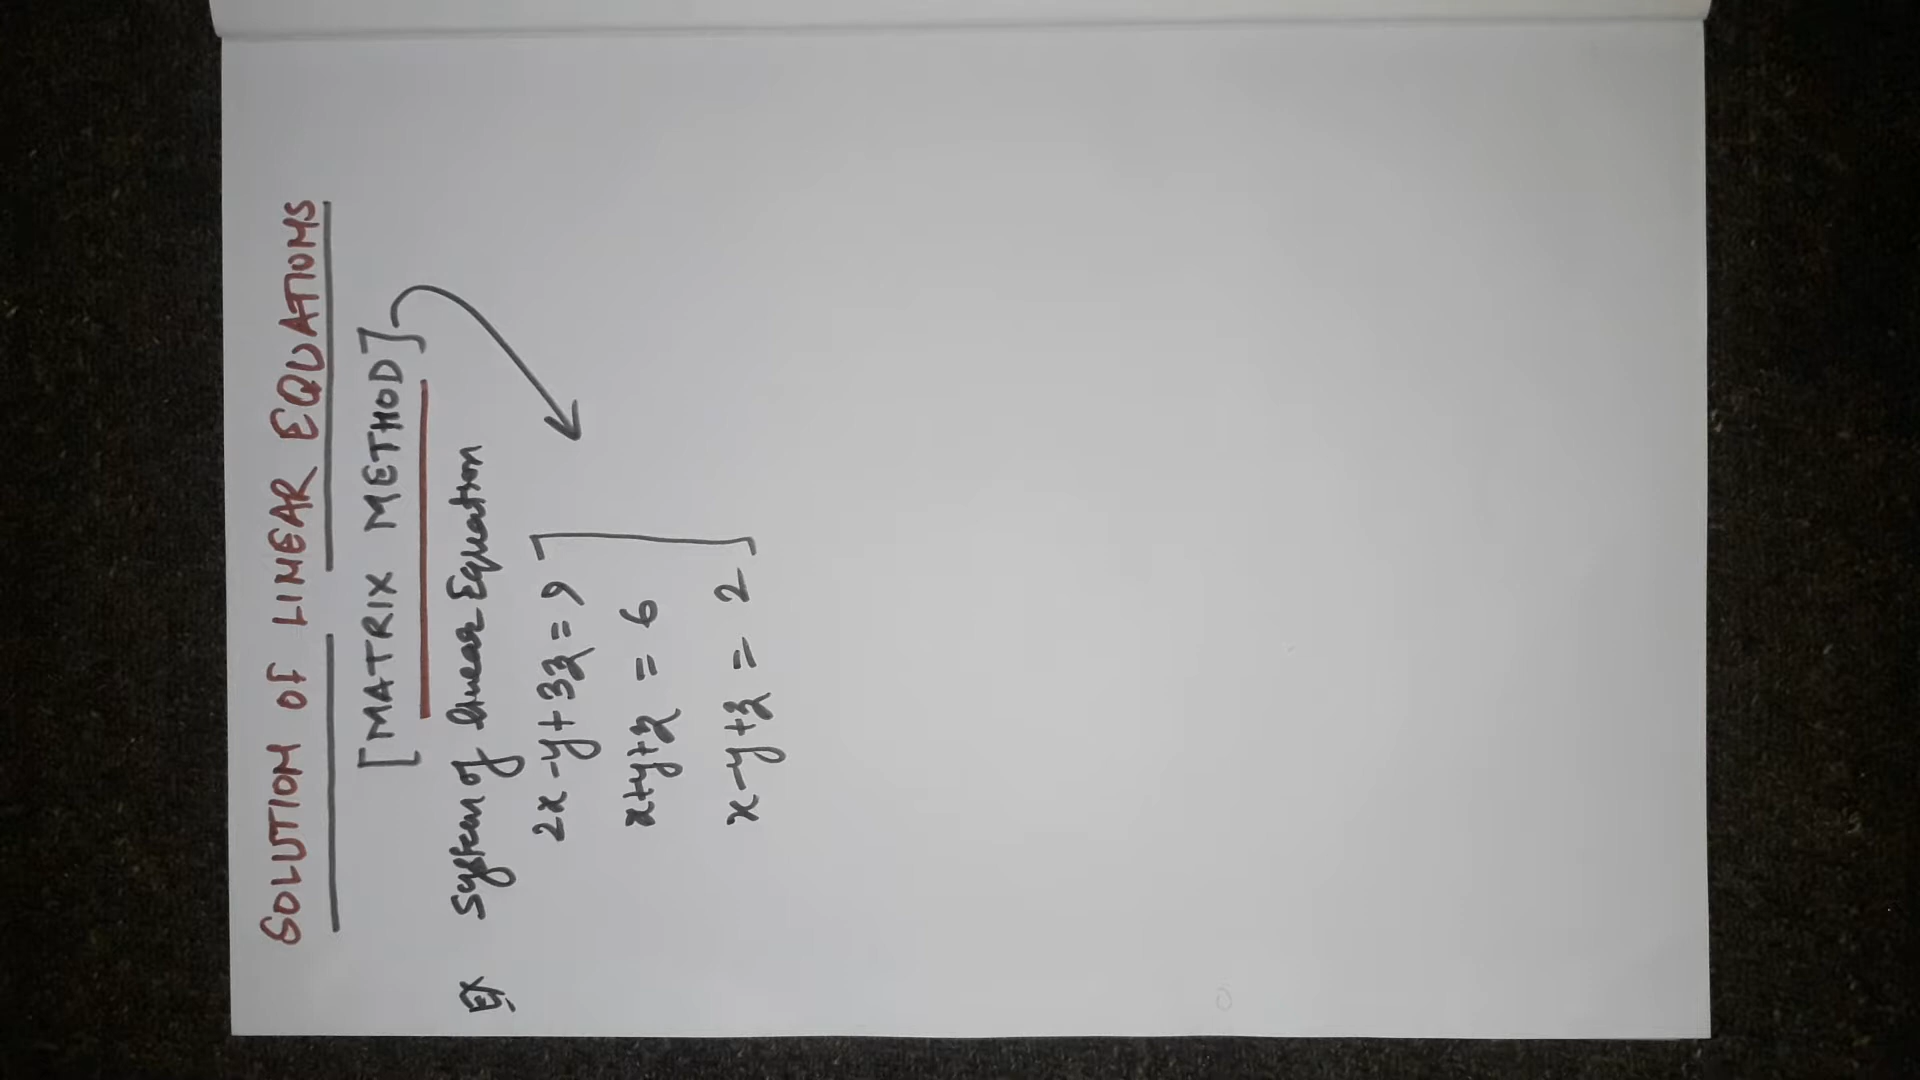 SOLUTION OF LINEAR EQUATIONS
[MATRIX METHOD]
EX System of linear Equation
2x-y+3z=9
x+y+z = 6
x-y+z = 2